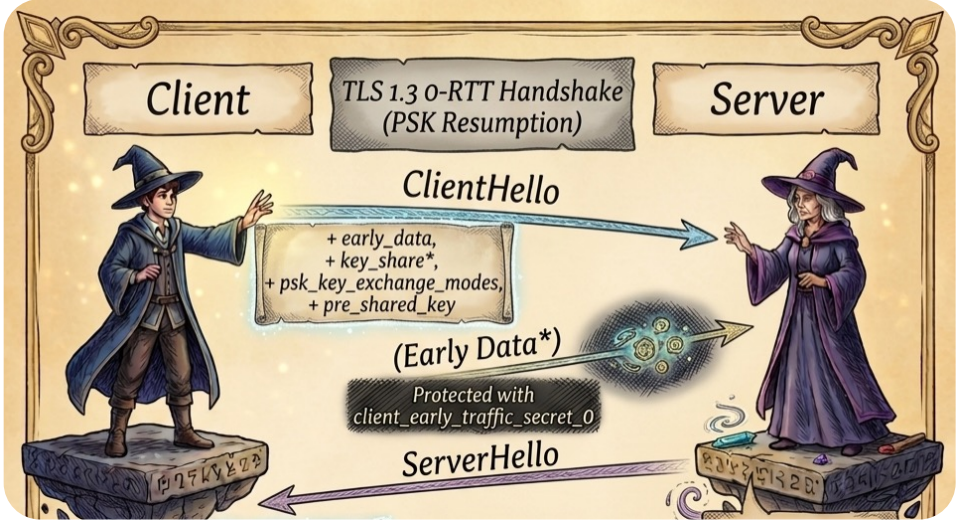 Client
TLS 1.3 0-RTT Handshake
(PSK Resumption)
Server
ClientHello
+ early_data,
+ key_share*,
+ psk_key_exchange_modes,
+ pre_shared_key
(Early Data*)
Protected with
client_early_traffic_secret_0
ServerHello